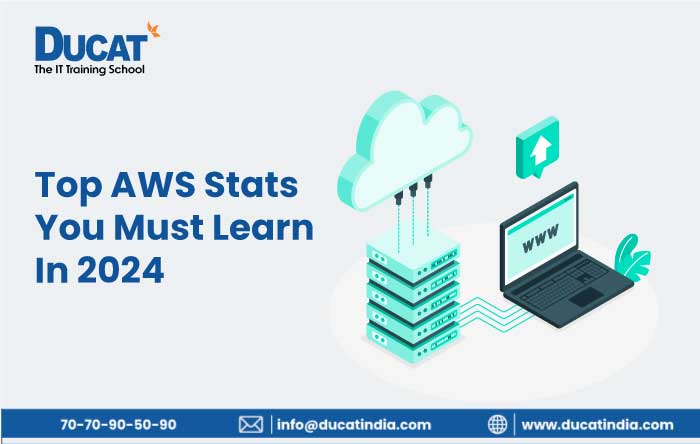 DUCAT
The IT Training School
Top AWS Stats
You Must Learn
In 2024
www
70-70-90-50-90
info@ducatindia.com
www.ducatindia.com